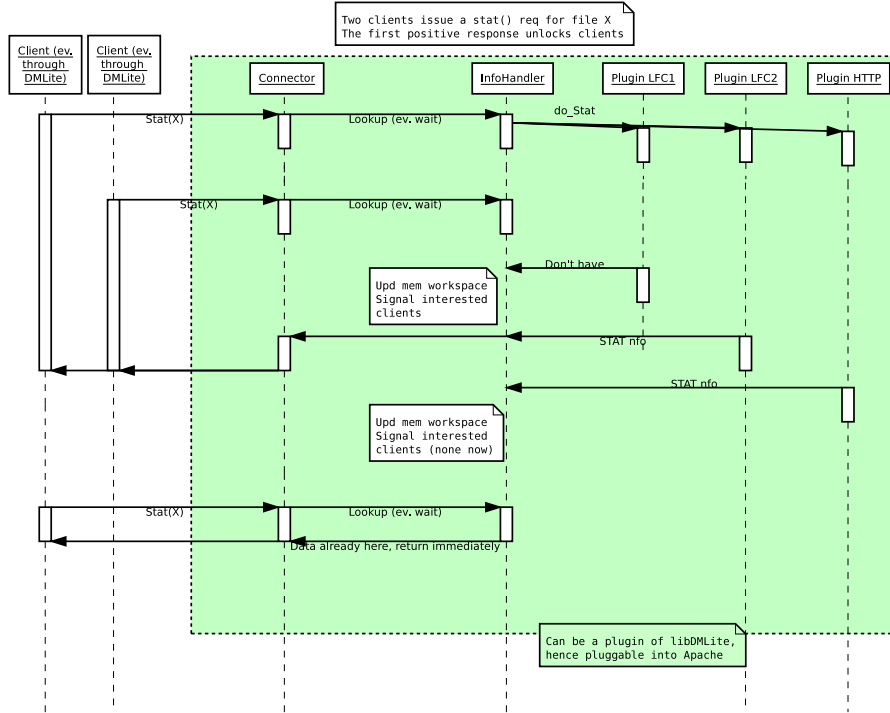 Two clients issue a stat() req for file X
The first positive response unlocks clients
Client (ev.
through
DMLite)
Client (ev.
through
DMLite)
Connector
InfoHandler
Plugin LFC1
Plugin LFC2
Plugin HTTP
do_Stat
Stat(X)
Lookup (ev. wait)
Stat(X)
Lookup (ev. wait)
Don't have
Upd mem workspace
Signal interested
clients
STAT nfo
STAT nfo
Upd mem workspace
Signal interested
clients (none now)
Stat(X)
Lookup (ev. wait)
Data already here, return immediately
Can be a plugin of libDMLite,
hence pluggable into Apache